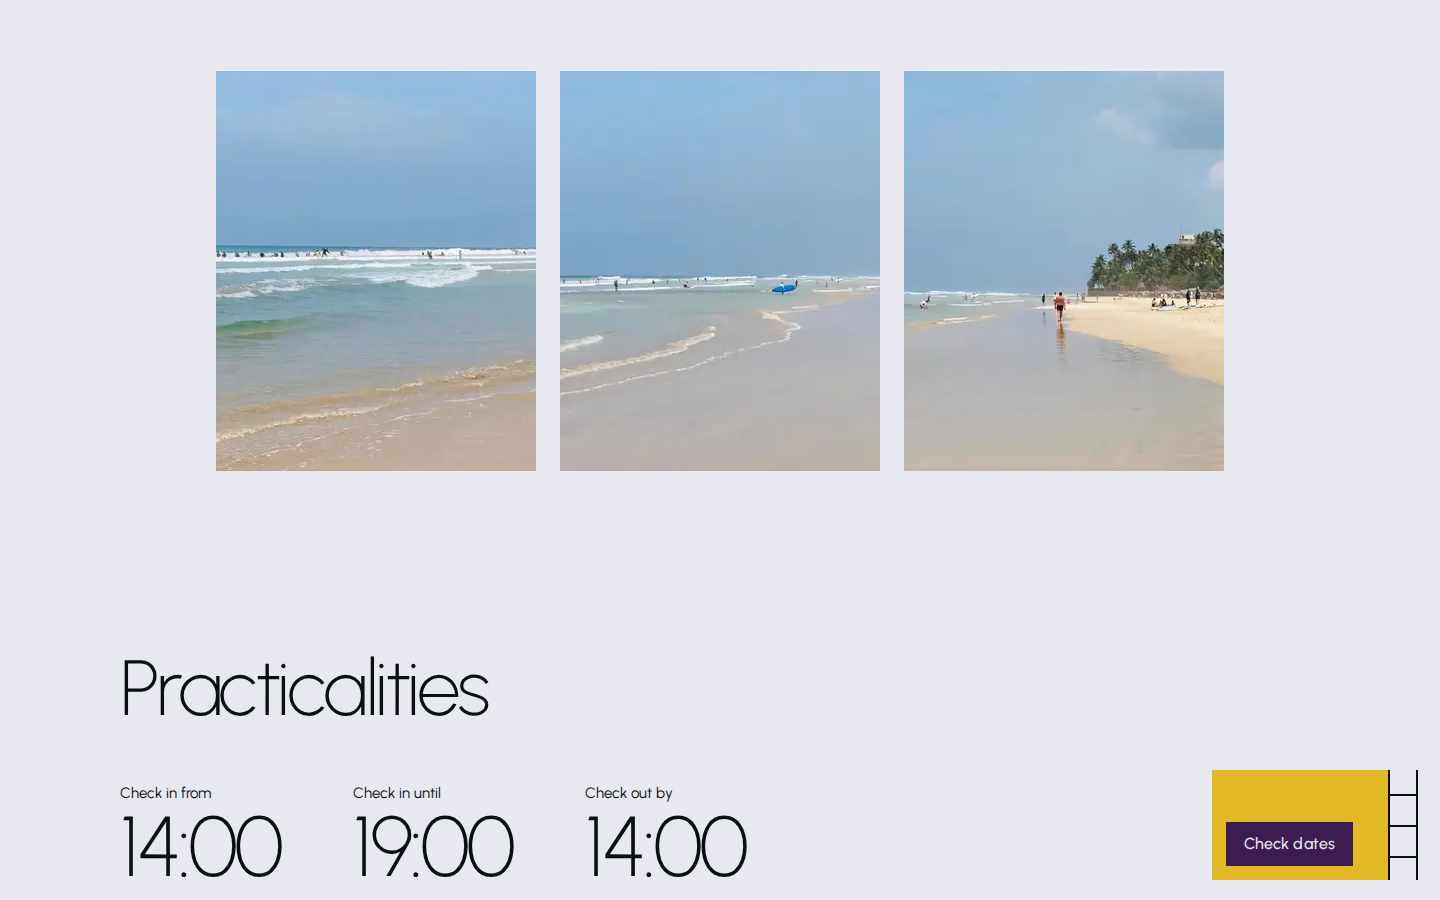 Practicalities
Check in from
14:00
Check in until
19:00
Check out by
14:00
Check dates